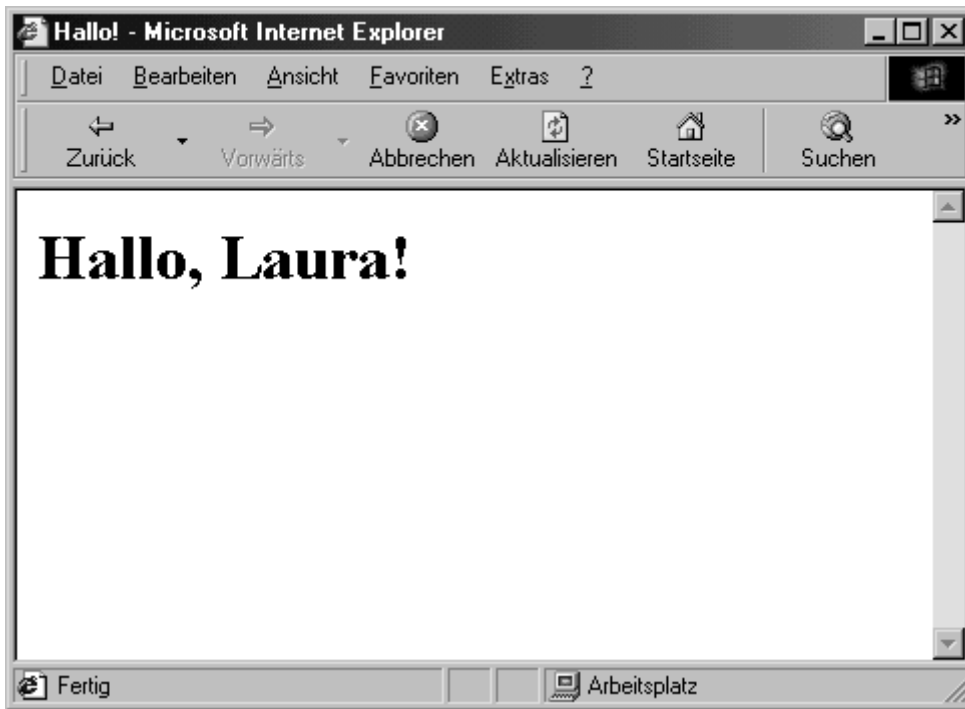 Hallo! - Microsoft Internet Explorer
Datei Bearbeiten Ansicht Favoriten Extras ?
Zurück Vorwärts Abbrechen Aktualisieren Startseite Suchen »
Hallo, Laura!
Fertig Arbeitsplatz